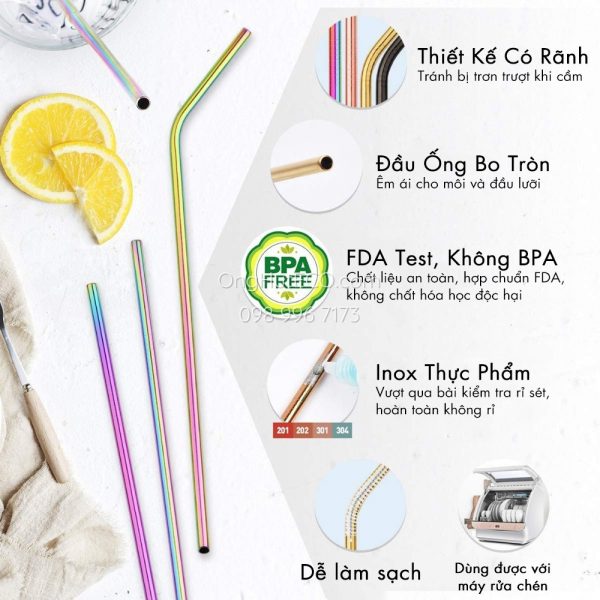 Thiết Kế Có Rãnh
Tránh bị trơn trượt khi cầm
Đầu Ống Bo Tròn
Êm ái cho môi và đầu lưỡi
BPA
FREE
FDA Test, Không BPA
Chất liệu an toàn, hợp chuẩn FDA,
không chất hóa học độc hại
098 996 7173
Inox Thực Phẩm
Vượt qua bài kiểm tra rỉ sét,
hoàn toàn không rỉ
201 202 301 304
Dễ làm sạch
Dùng được với
máy rửa chén